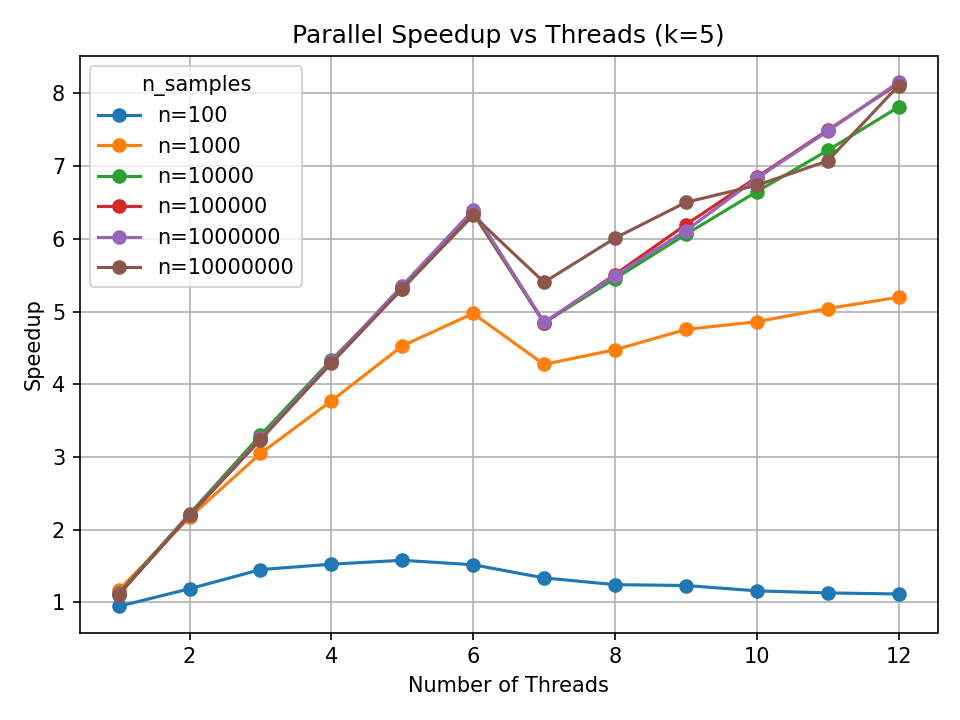 Parallel Speedup vs Threads (k=5)
n_samples
n=100
n=1000
n=10000
n=100000
n=1000000
n=10000000
Speedup
8
7
6
5
4
3
2
1
2 4 6 8 10 12
Number of Threads